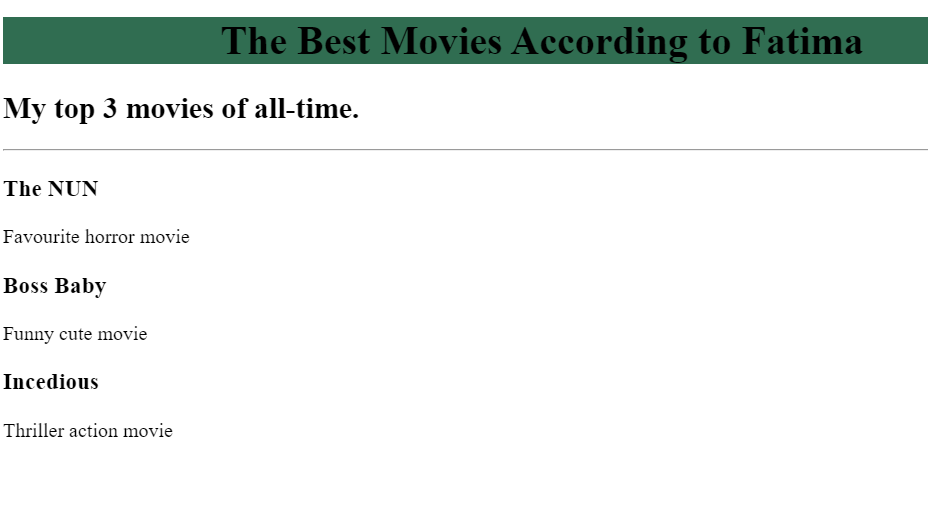 The Best Movies According to Fatima
My top 3 movies of all-time.
The NUN
Favourite horror movie
Boss Baby
Funny cute movie
Incedious
Thriller action movie